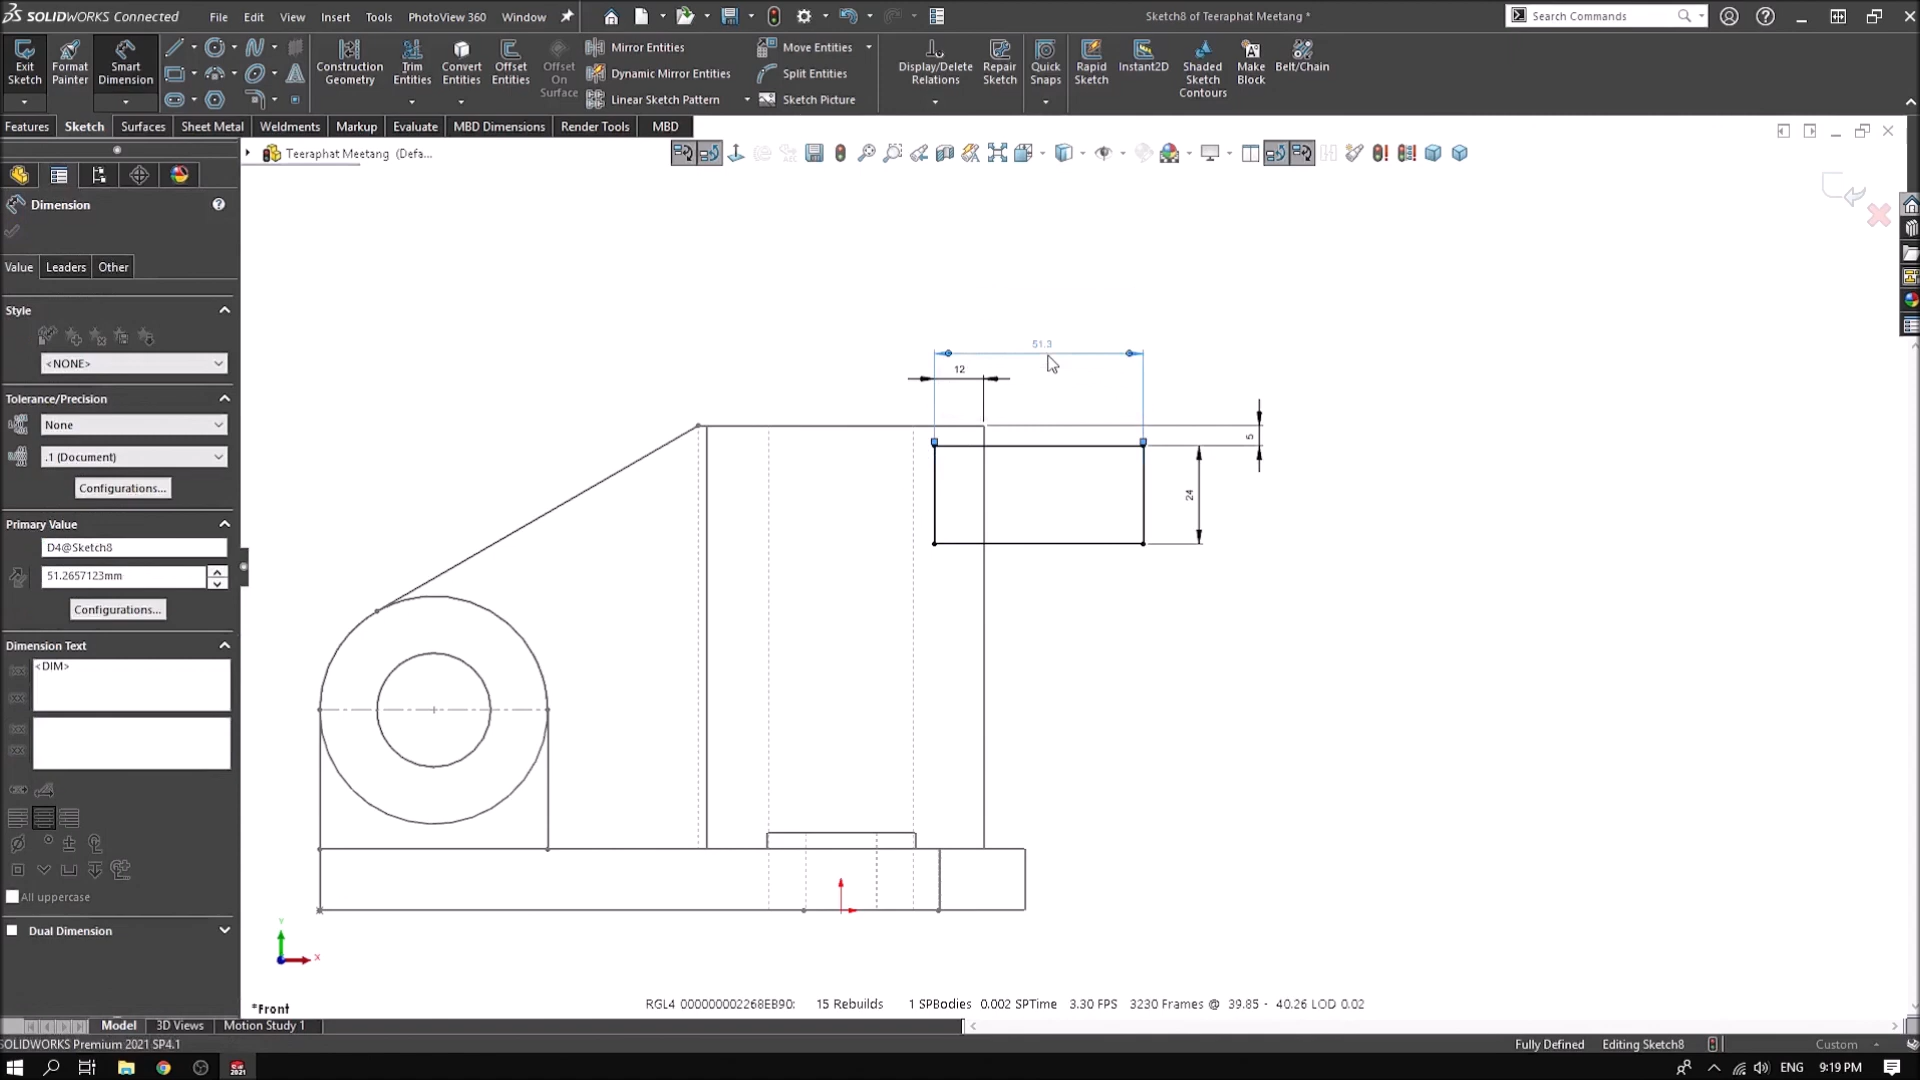 SOLIDWORKS Connected
File Edit View Insert Tools PhotoView 360 Window
Sketch8 of Teeraphat Meetang *
Search Commands
Exit Sketch
Format Painter
Smart Dimension
Construction Geometry
Trim Entities
Convert Entities
Offset Entities
Offset On Surface
Mirror Entities
Dynamic Mirror Entities
Linear Sketch Pattern
Move Entities
Split Entities
Sketch Picture
Display/Delete Relations
Repair Sketch
Quick Snaps
Rapid Sketch
Instant2D
Shaded Sketch Contours
Make Block
Belt/Chain
Features Sketch Surfaces Sheet Metal Weldments Markup Evaluate MBD Dimensions Render Tools MBD
Teeraphat Meetang (Defa...
Dimension
Value Leaders Other
Style
<NONE>
Tolerance/Precision
None
.1 (Document)
Configurations...
Primary Value
D4@Sketch8
51.2657123mm
Configurations...
Dimension Text
<DIM>
All uppercase
Dual Dimension
51.3
12
5
24
Y
X
*Front
RGL4 000000002268EB90: 15 Rebuilds 1 SPBodies 0.002 SPTime 3.30 FPS 3230 Frames @ 39.85 - 40.26 LOD 0.02
Model 3D Views Motion Study 1
SOLIDWORKS Premium 2021 SP4.1
Fully Defined Editing Sketch8 Custom
2021
ENG 9:19 PM